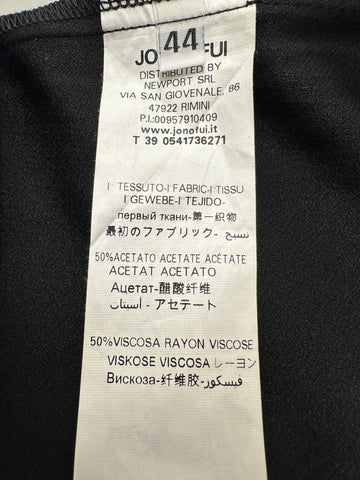 44
JO  FUI
DISTRIBUTED BY
NEWPORT SRL
VIA SAN GIOVENALE, 86
47922 RIMINI
P.I.:00957910409
www.jonofui.it
T 39 0541736271
I° TESSUTO-I FABRIC-I°TISSU
I°GEWEBE-I°TEJIDO-
первый ткани-第一织物
最初のファブリック- نسيج
50%ACETATO ACETATE ACÉTATE
ACETAT ACETATO
Ацетат-醋酸纤维
أسيتات - アセテート
50%VISCOSA RAYON VISCOSE
VISKOSE VISCOSA レーヨン
Вискоза-纤维胶- فيسكوز